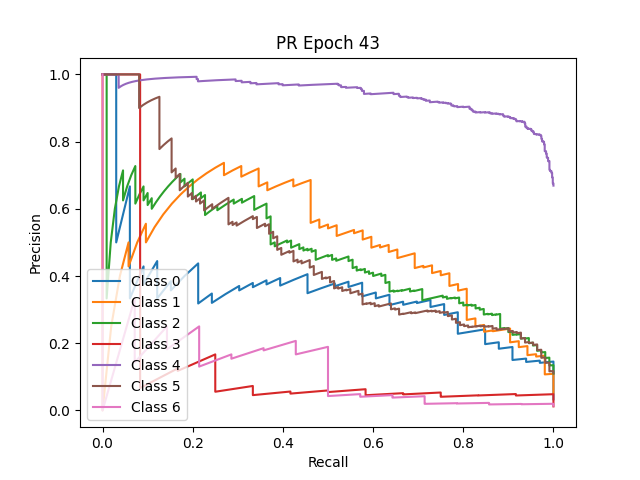 PR Epoch 43
1.0
0.8
0.6
0.4
0.2
0.0
Precision
Class 0
Class 1
Class 2
Class 3
Class 4
Class 5
Class 6
0.0 0.2 0.4 0.6 0.8 1.0
Recall